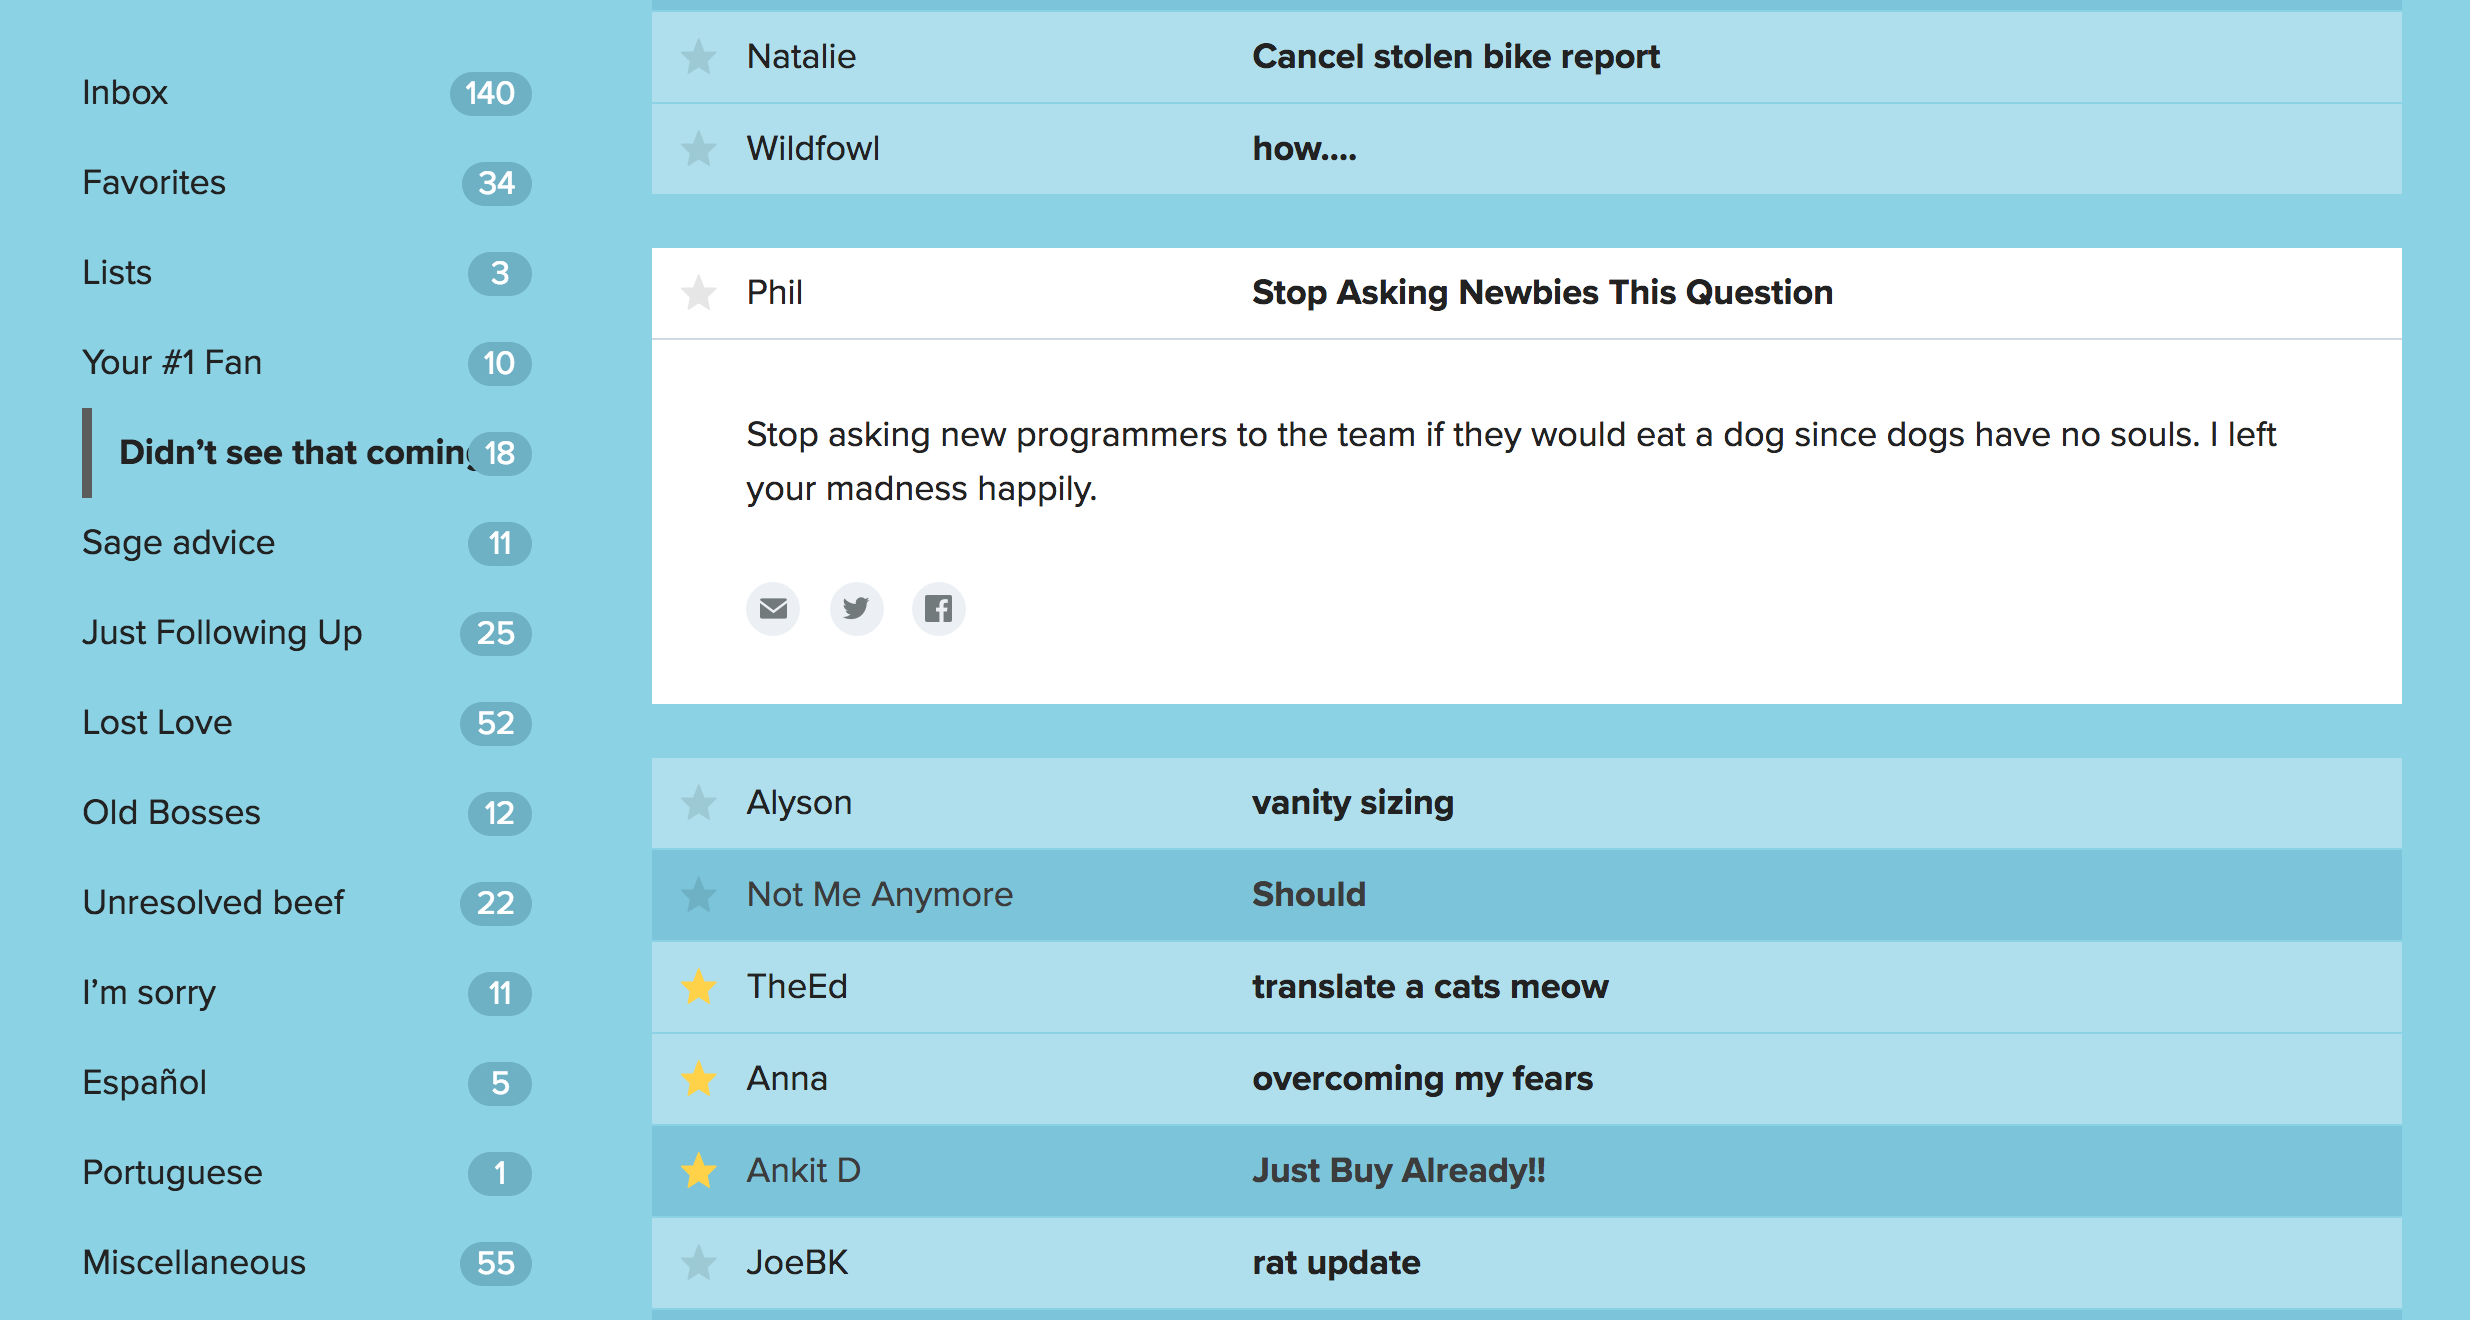 Inbox 140
Favorites 34
Lists 3
Your #1 Fan 10
Didn’t see that coming 18
Sage advice 11
Just Following Up 25
Lost Love 52
Old Bosses 12
Unresolved beef 22
I’m sorry 11
Español 5
Portuguese 1
Miscellaneous 55
Natalie Cancel stolen bike report
Wildfowl how....
Phil Stop Asking Newbies This Question
Stop asking new programmers to the team if they would eat a dog since dogs have no souls. I left
your madness happily.
Alyson vanity sizing
Not Me Anymore Should
TheEd translate a cats meow
Anna overcoming my fears
Ankit D Just Buy Already!!
JoeBK rat update